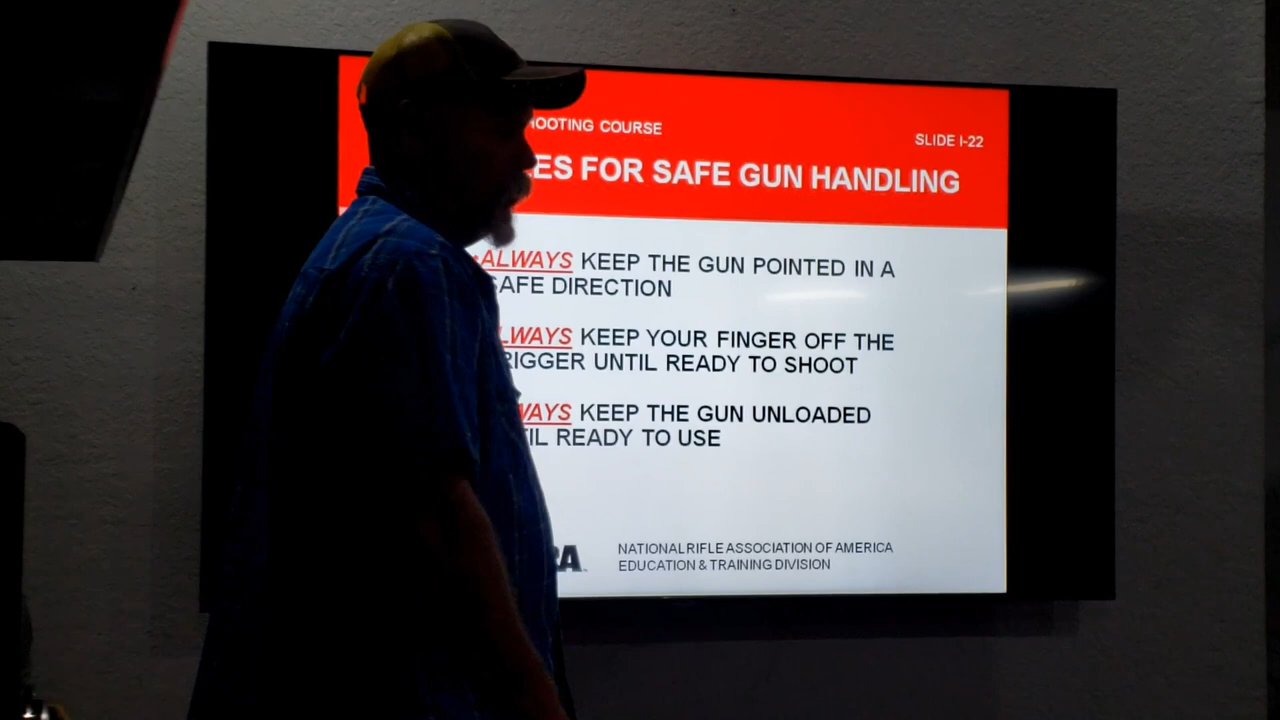 HOOTING COURSE
SLIDE I-22
ES FOR SAFE GUN HANDLING
•ALWAYS KEEP THE GUN POINTED IN A
SAFE DIRECTION
LWAYS KEEP YOUR FINGER OFF THE
RIGGER UNTIL READY TO SHOOT
WAYS KEEP THE GUN UNLOADED
TIL READY TO USE
RA
NATIONAL RIFLE ASSOCIATION OF AMERICA
EDUCATION & TRAINING DIVISION